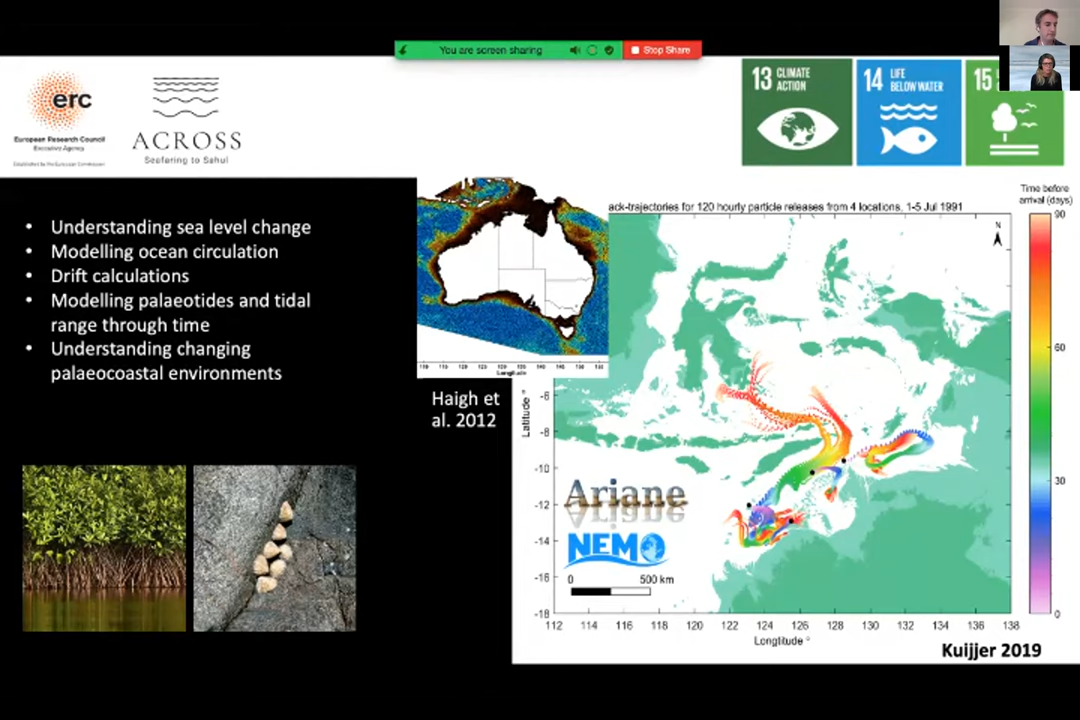 You are screen sharing
Stop Share
erc
European Research Council
Executive Agency
Established by the European Commission
ACROSS
Seafaring to Sahul
13 CLIMATE ACTION
14 LIFE BELOW WATER
15
• Understanding sea level change
• Modelling ocean circulation
• Drift calculations
• Modelling palaeotides and tidal
range through time
• Understanding changing
palaeocoastal environments
Longitude
Haigh et
al. 2012
ack-trajectories for 120 hourly particle releases from 4 locations, 1-5 Jul 1991
Time before
arrival (days)
90
60
30
0
N
Latitude °
-6
-8
-10
-12
-14
-16
-18
Ariane
NEMO
0 500 km
112 114 116 118 120 122 124 126 128 130 132 134 136 138
Longtitude °
Kuijjer 2019